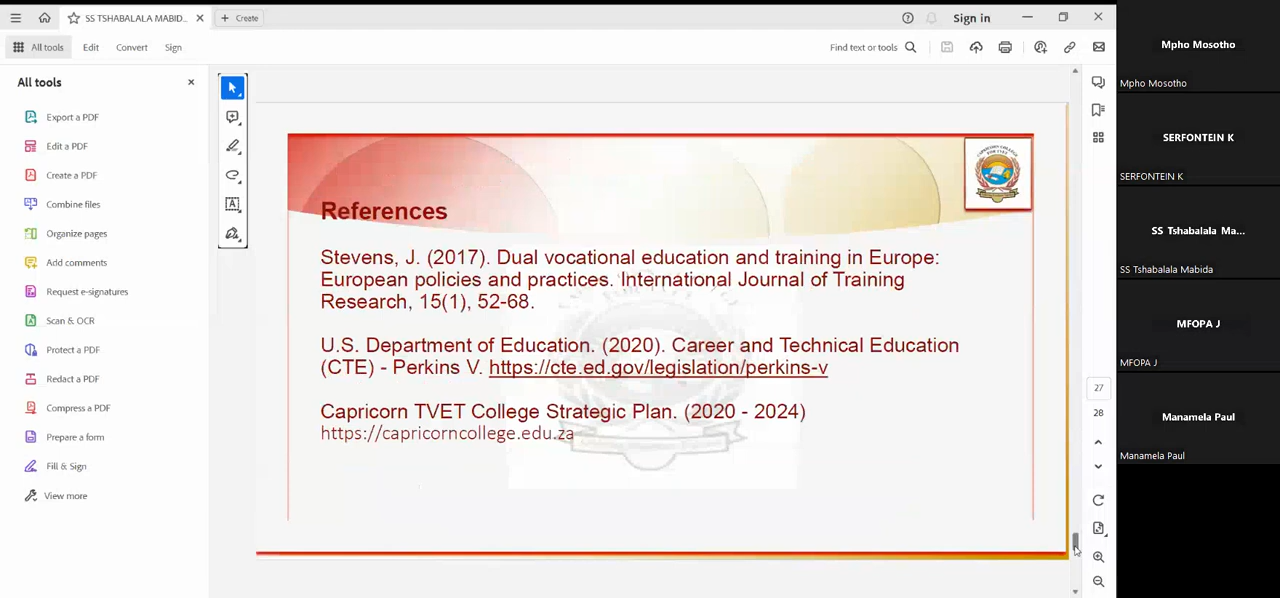 SS TSHABALALA MABID...
Create
Sign in
All tools
Edit
Convert
Sign
Find text or tools
All tools
Export a PDF
Edit a PDF
Create a PDF
Combine files
Organize pages
Add comments
Request e-signatures
Scan & OCR
Protect a PDF
Redact a PDF
Compress a PDF
Prepare a form
Fill & Sign
View more
References
Stevens, J. (2017). Dual vocational education and training in Europe:
European policies and practices. International Journal of Training
Research, 15(1), 52-68.
U.S. Department of Education. (2020). Career and Technical Education
(CTE) - Perkins V. https://cte.ed.gov/legislation/perkins-v
Capricorn TVET College Strategic Plan. (2020 - 2024)
https://capricorncollege.edu.za
27
28
Mpho Mosotho
Mpho Mosotho
SERFONTEIN K
SERFONTEIN K
SS Tshabalala Ma...
SS Tshabalala Mabida
MFOPA J
MFOPA J
Manamela Paul
Manamela Paul